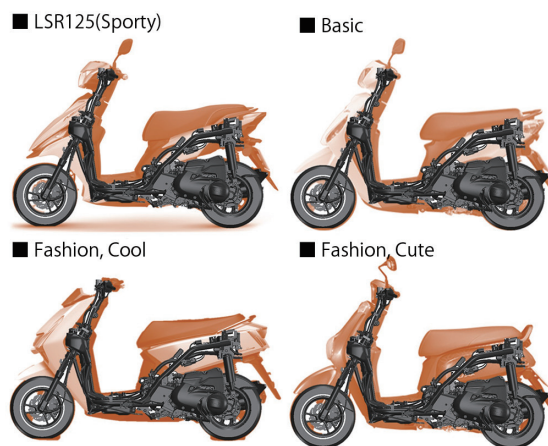 ■ LSR125(Sporty)
■ Basic
■ Fashion, Cool
■ Fashion, Cute